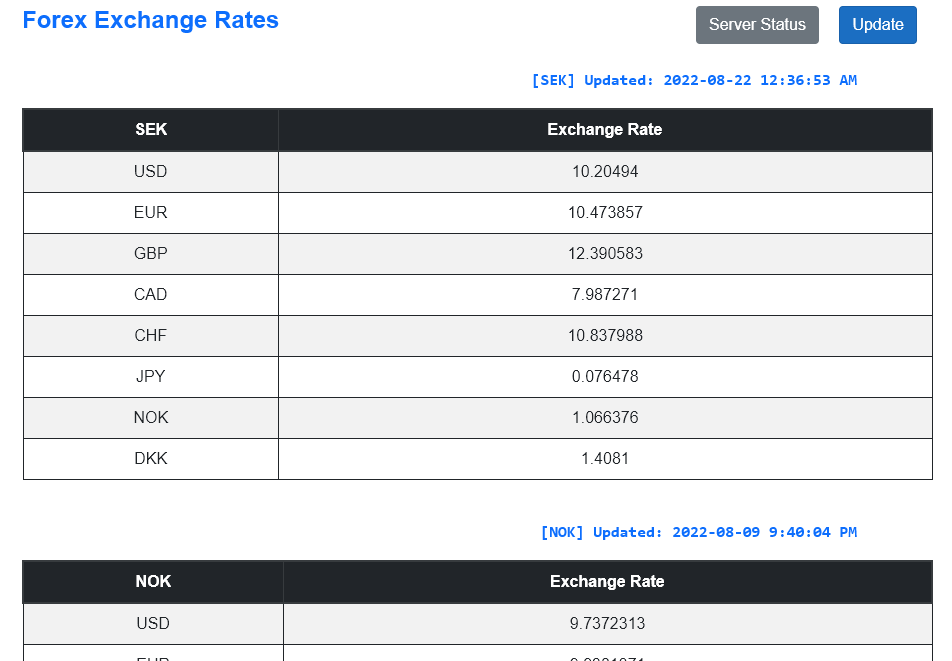 Forex Exchange Rates
Server Status Update
[SEK] Updated: 2022-08-22 12:36:53 AM
SEK Exchange Rate
USD 10.20494
EUR 10.473857
GBP 12.390583
CAD 7.987271
CHF 10.837988
JPY 0.076478
NOK 1.066376
DKK 1.4081
[NOK] Updated: 2022-08-09 9:40:04 PM
NOK Exchange Rate
USD 9.7372313
EUR